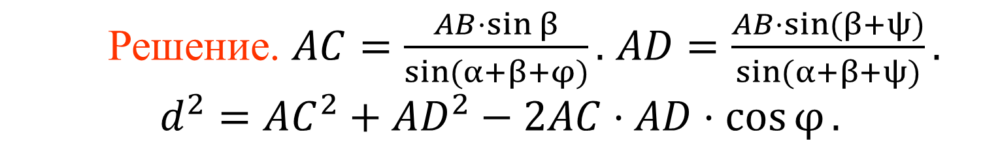 Решение. AC = AB·sin β / sin(α+β+φ) . AD = AB·sin(β+ψ) / sin(α+β+ψ) .
d² = AC² + AD² − 2AC · AD · cos φ .